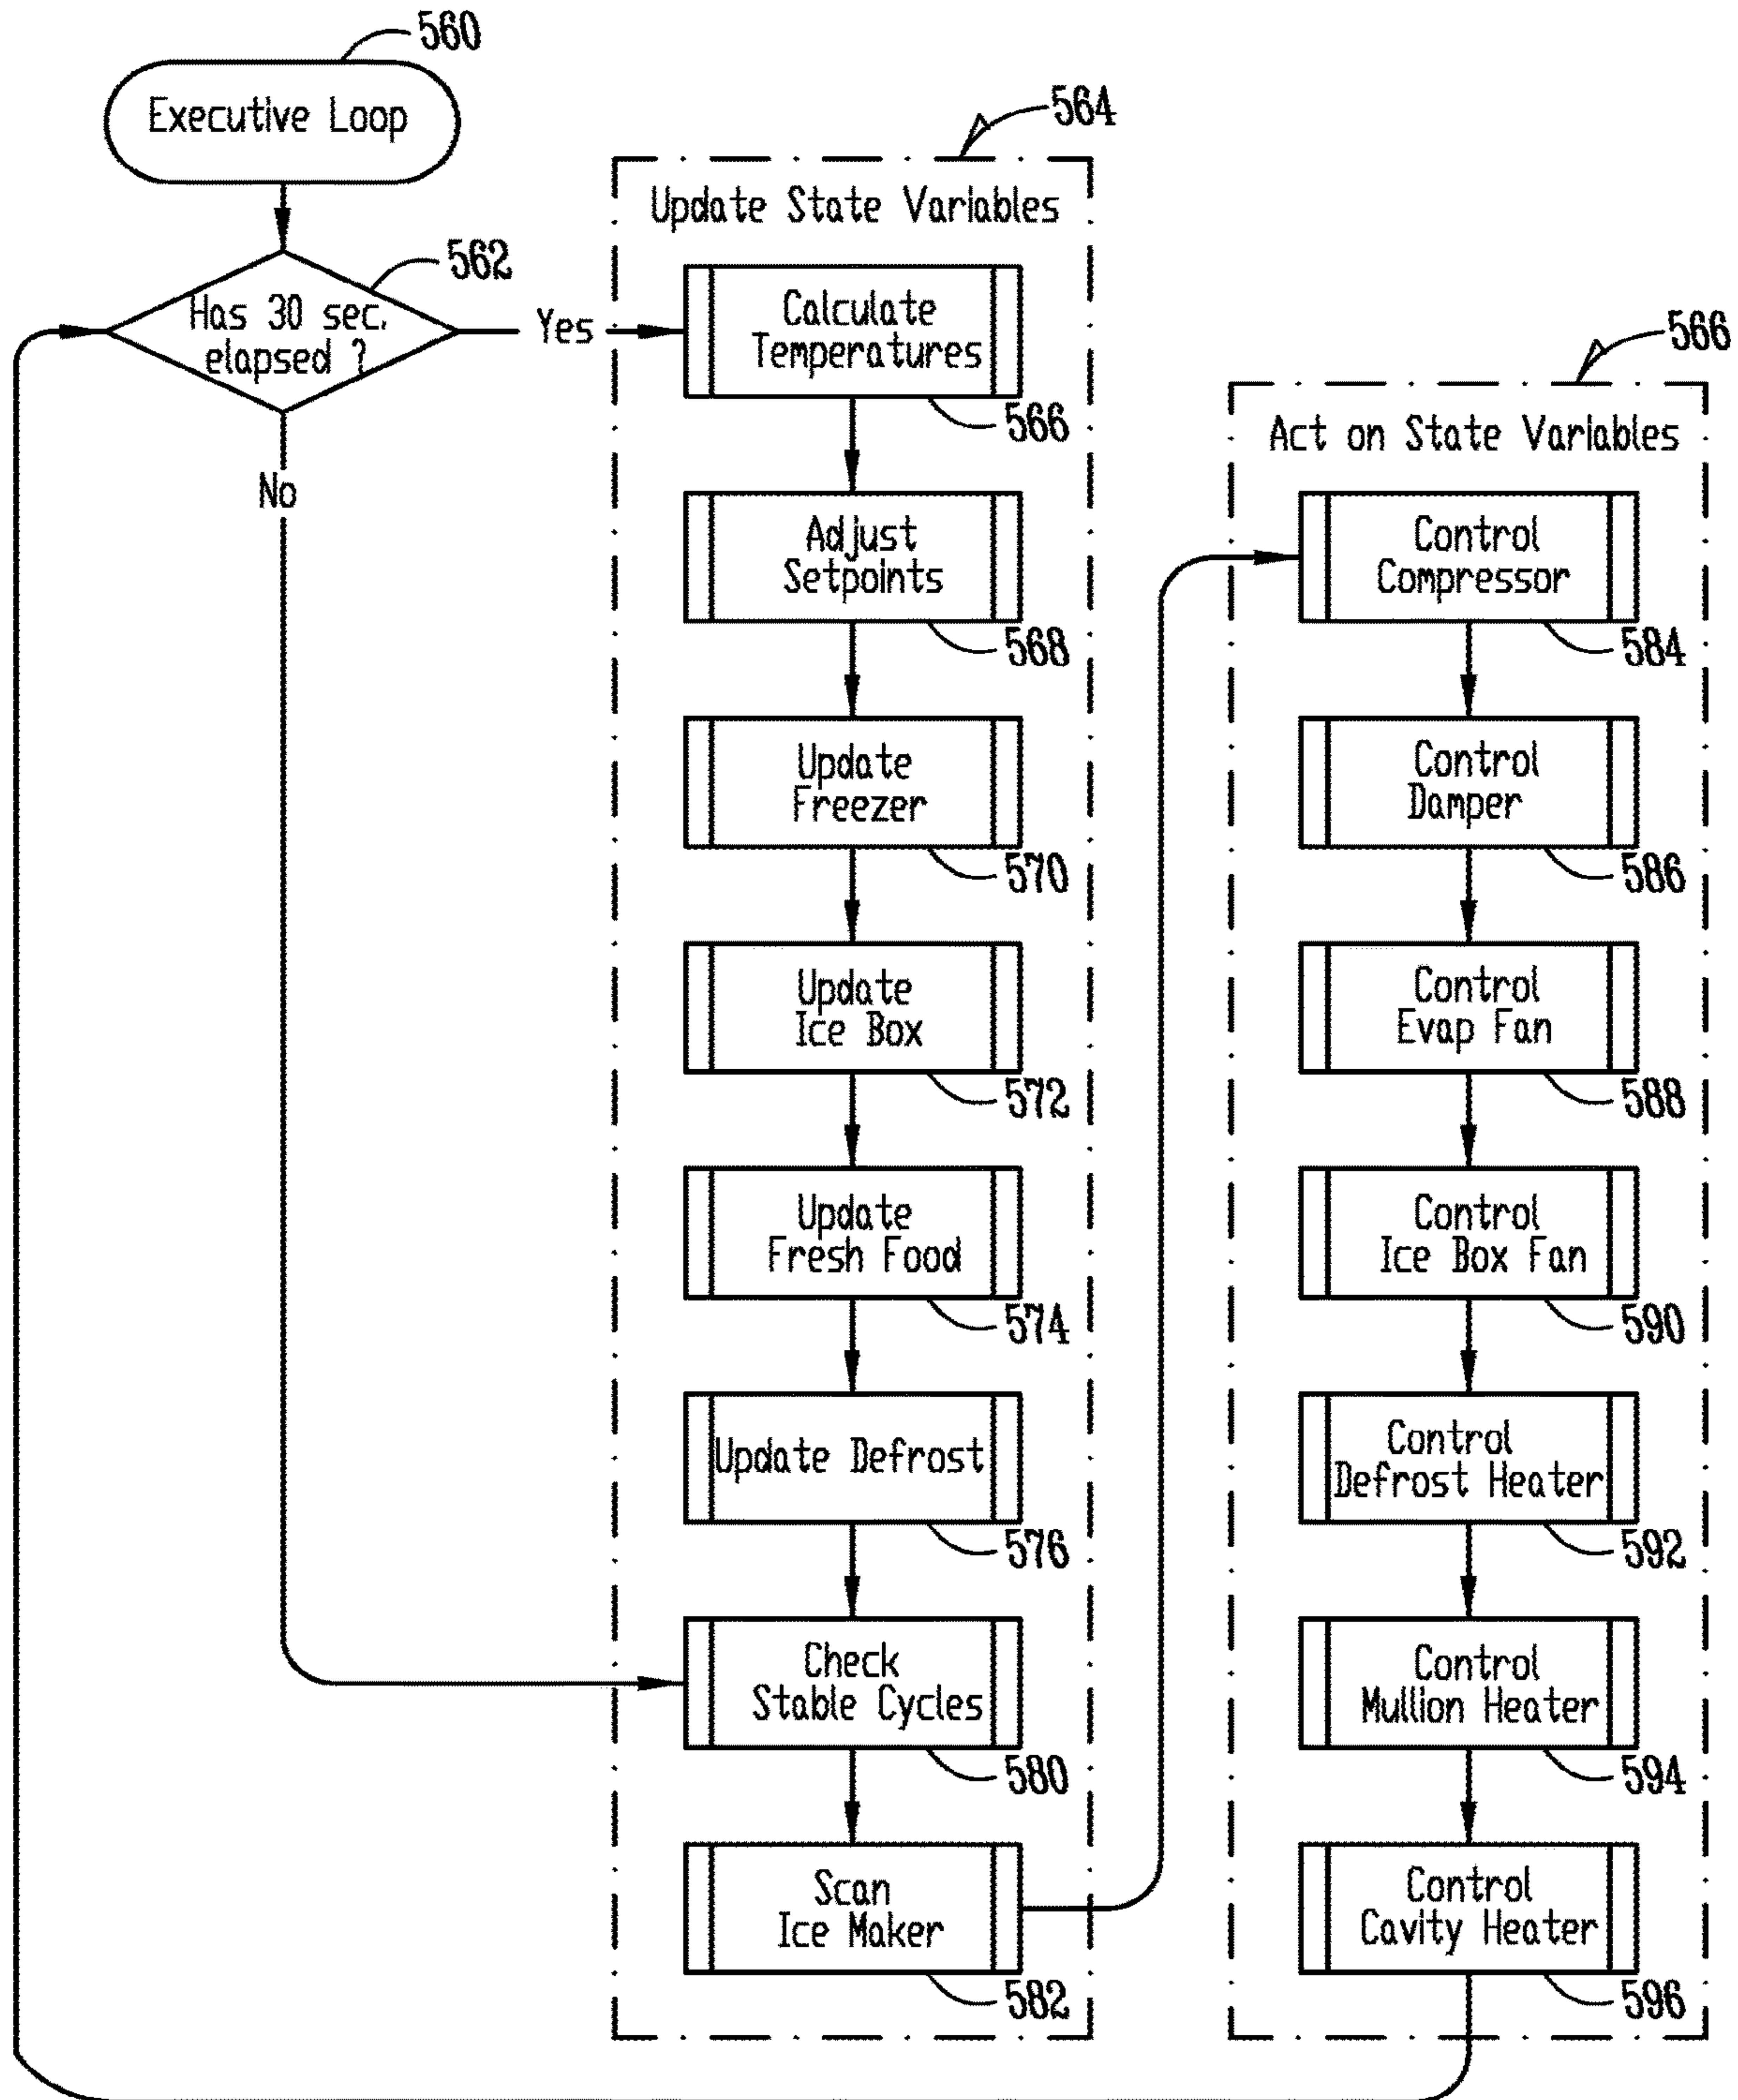 560
Executive Loop
562
Has 30 sec.
elapsed ?
Yes
No
564
Update State Variables
Calculate
Temperatures
566
Adjust
Setpoints
568
Update
Freezer
570
Update
Ice Box
572
Update
Fresh Food
574
Update Defrost
576
Check
Stable Cycles
580
Scan
Ice Maker
582
566
Act on State Variables
Control
Compressor
584
Control
Damper
586
Control
Evap Fan
588
Control
Ice Box Fan
590
Control
Defrost Heater
592
Control
Mullion Heater
594
Control
Cavity Heater
596